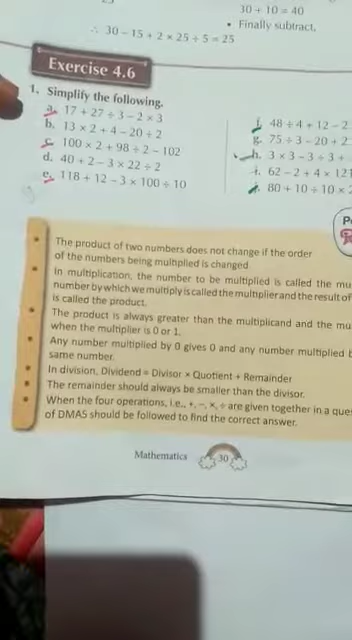 30 + 10 = 40
• Finally subtract,
∴ 30 – 15 + 2 × 25 ÷ 5 = 25
Exercise 4.6
1. Simplify the following.
a. 17 + 27 ÷ 3 – 2 × 3
b. 13 × 2 + 4 – 20 ÷ 2
c. 100 × 2 + 98 ÷ 2 – 102
d. 40 + 2 – 3 × 22 ÷ 2
e. 118 + 12 – 3 × 100 ÷ 10
f. 48 ÷ 4 + 12 – 2
g. 75 ÷ 3 – 20 + 2
h. 3 × 3 – 3 ÷ 3 +
i. 62 – 2 + 4 × 121
j. 80 + 10 ÷ 10 × 2
The product of two numbers does not change if the order
of the numbers being multiplied is changed
In multiplication, the number to be multiplied is called the mu
number by which we multiply is called the multiplier and the result of
is called the product.
The product is always greater than the multiplicand and the mu
when the multiplier is 0 or 1.
Any number multiplied by 0 gives 0 and any number multiplied b
same number.
In division, Dividend = Divisor × Quotient + Remainder
The remainder should always be smaller than the divisor.
When the four operations, i.e., +, –, ×, ÷ are given together in a ques
of DMAS should be followed to find the correct answer.
Mathematics 30